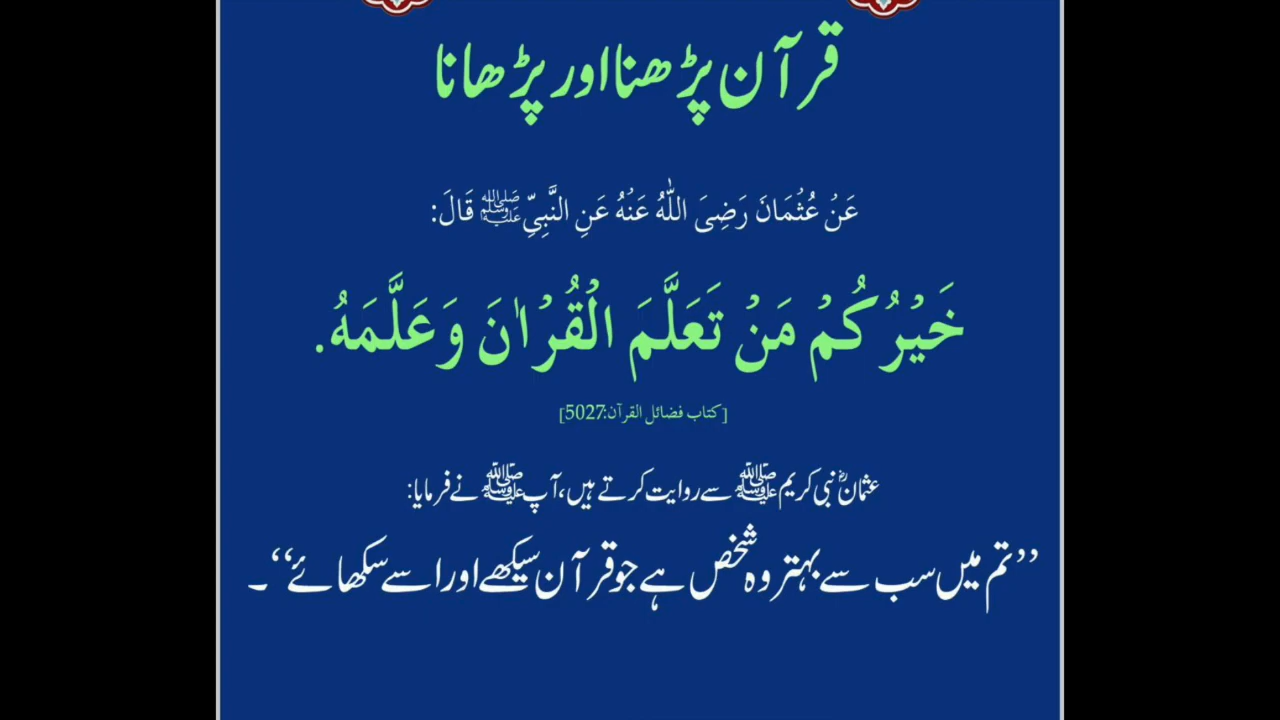 قرآن پڑھنا اور پڑھانا
عَنْ عُثْمَانَ رَضِىَ اللّٰهُ عَنْهُ عَنِ النَّبِيِّ ﷺ قَالَ:
خَيْرُكُمْ مَنْ تَعَلَّمَ الْقُرْاٰنَ وَعَلَّمَهُ.
[کتاب فضائل القرآن:5027]
عثمانؓ نبی کریم ﷺ سے روایت کرتے ہیں، آپ ﷺ نے فرمایا:
’’تم میں سب سے بہتر وہ شخص ہے جو قرآن سیکھے اور اسے سکھائے‘‘۔